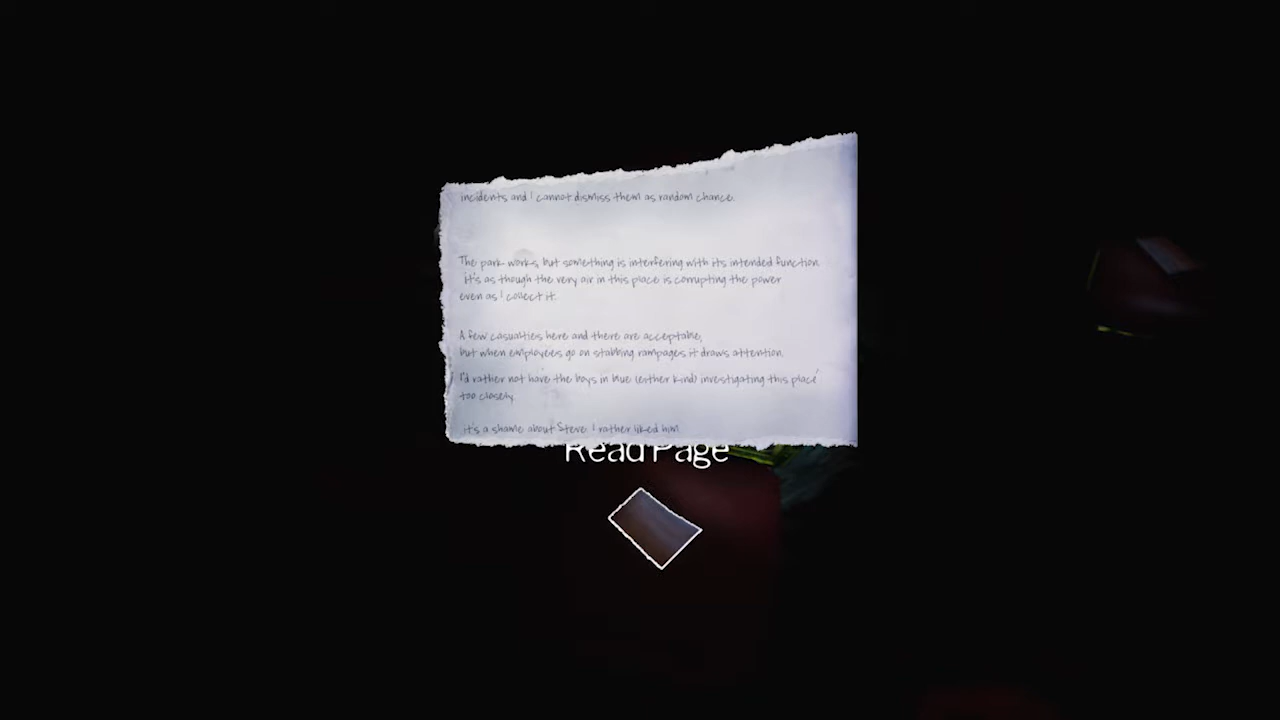 incidents and I cannot dismiss them as random chance.
The park works, but something is interfering with its intended function.
it's as though the very air in this place is corrupting the power
even as I collect it.
A few casualties here and there are acceptable,
but when employees go on stabbing rampages it draws attention.
I'd rather not have the boys in blue (either kind) investigating this place
too closely.
it's a shame about Steve. I rather liked him.
Read Page